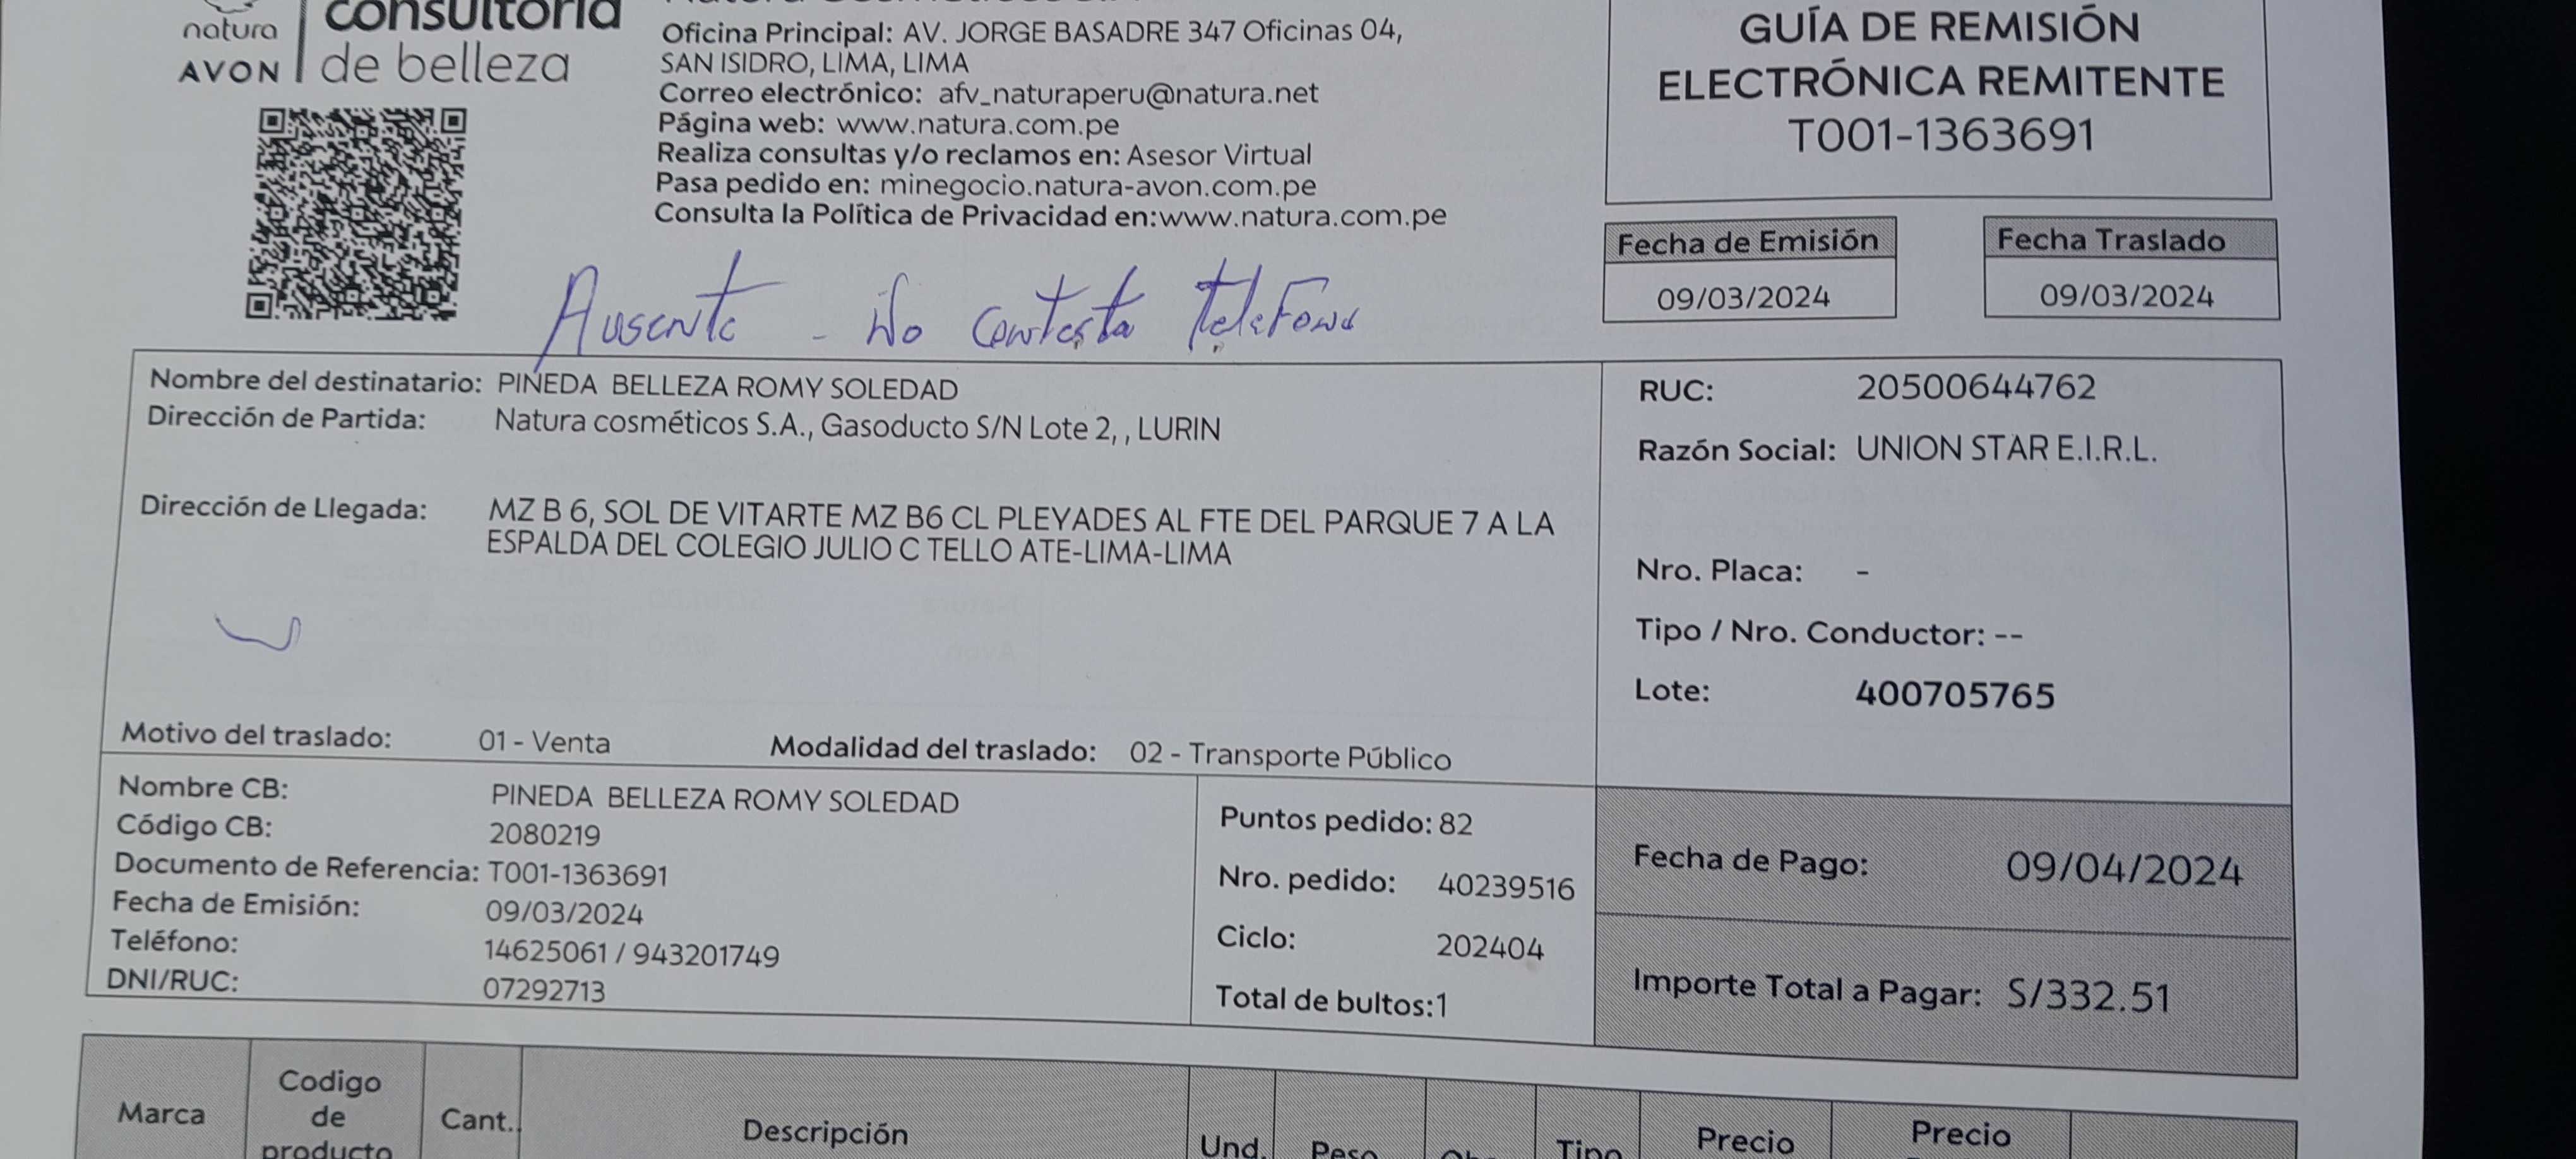 natura
AVON
consultoría
de belleza
Oficina Principal: AV. JORGE BASADRE 347 Oficinas 04,
SAN ISIDRO, LIMA, LIMA
Correo electrónico: afv_naturaperu@natura.net
Página web: www.natura.com.pe
Realiza consultas y/o reclamos en: Asesor Virtual
Pasa pedido en: minegocio.natura-avon.com.pe
Consulta la Política de Privacidad en:www.natura.com.pe
GUÍA DE REMISIÓN
ELECTRÓNICA REMITENTE
T001-1363691
Fecha de Emisión
09/03/2024
Fecha Traslado
09/03/2024
Ausente - No contesta telefono
Nombre del destinatario: PINEDA BELLEZA ROMY SOLEDAD
Dirección de Partida: Natura cosméticos S.A., Gasoducto S/N Lote 2, , LURIN
Dirección de Llegada: MZ B 6, SOL DE VITARTE MZ B6 CL PLEYADES AL FTE DEL PARQUE 7 A LA
ESPALDA DEL COLEGIO JULIO C TELLO ATE-LIMA-LIMA
Motivo del traslado: 01 - Venta Modalidad del traslado: 02 - Transporte Público
RUC: 20500644762
Razón Social: UNION STAR E.I.R.L.
Nro. Placa: -
Tipo / Nro. Conductor: --
Lote: 400705765
Nombre CB: PINEDA BELLEZA ROMY SOLEDAD
Código CB: 2080219
Documento de Referencia: T001-1363691
Fecha de Emisión: 09/03/2024
Teléfono: 14625061 / 943201749
DNI/RUC: 07292713
Puntos pedido: 82
Nro. pedido: 40239516
Ciclo: 202404
Total de bultos:1
Fecha de Pago: 09/04/2024
Importe Total a Pagar: S/332.51
Marca
Codigo
de
producto
Cant.
Descripción
Und.
Peso
Tipo
Precio
Precio